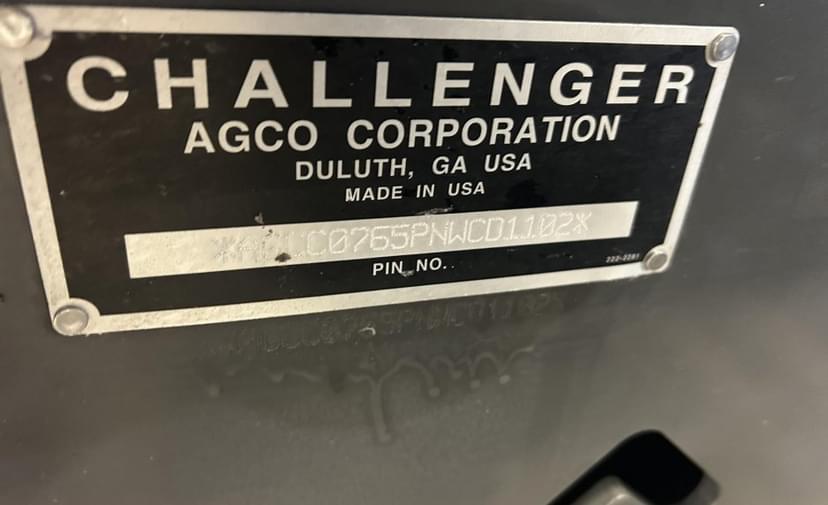 CHALLENGER
AGCO CORPORATION
DULUTH, GA USA
MADE IN USA
PIN NO.
222-2281